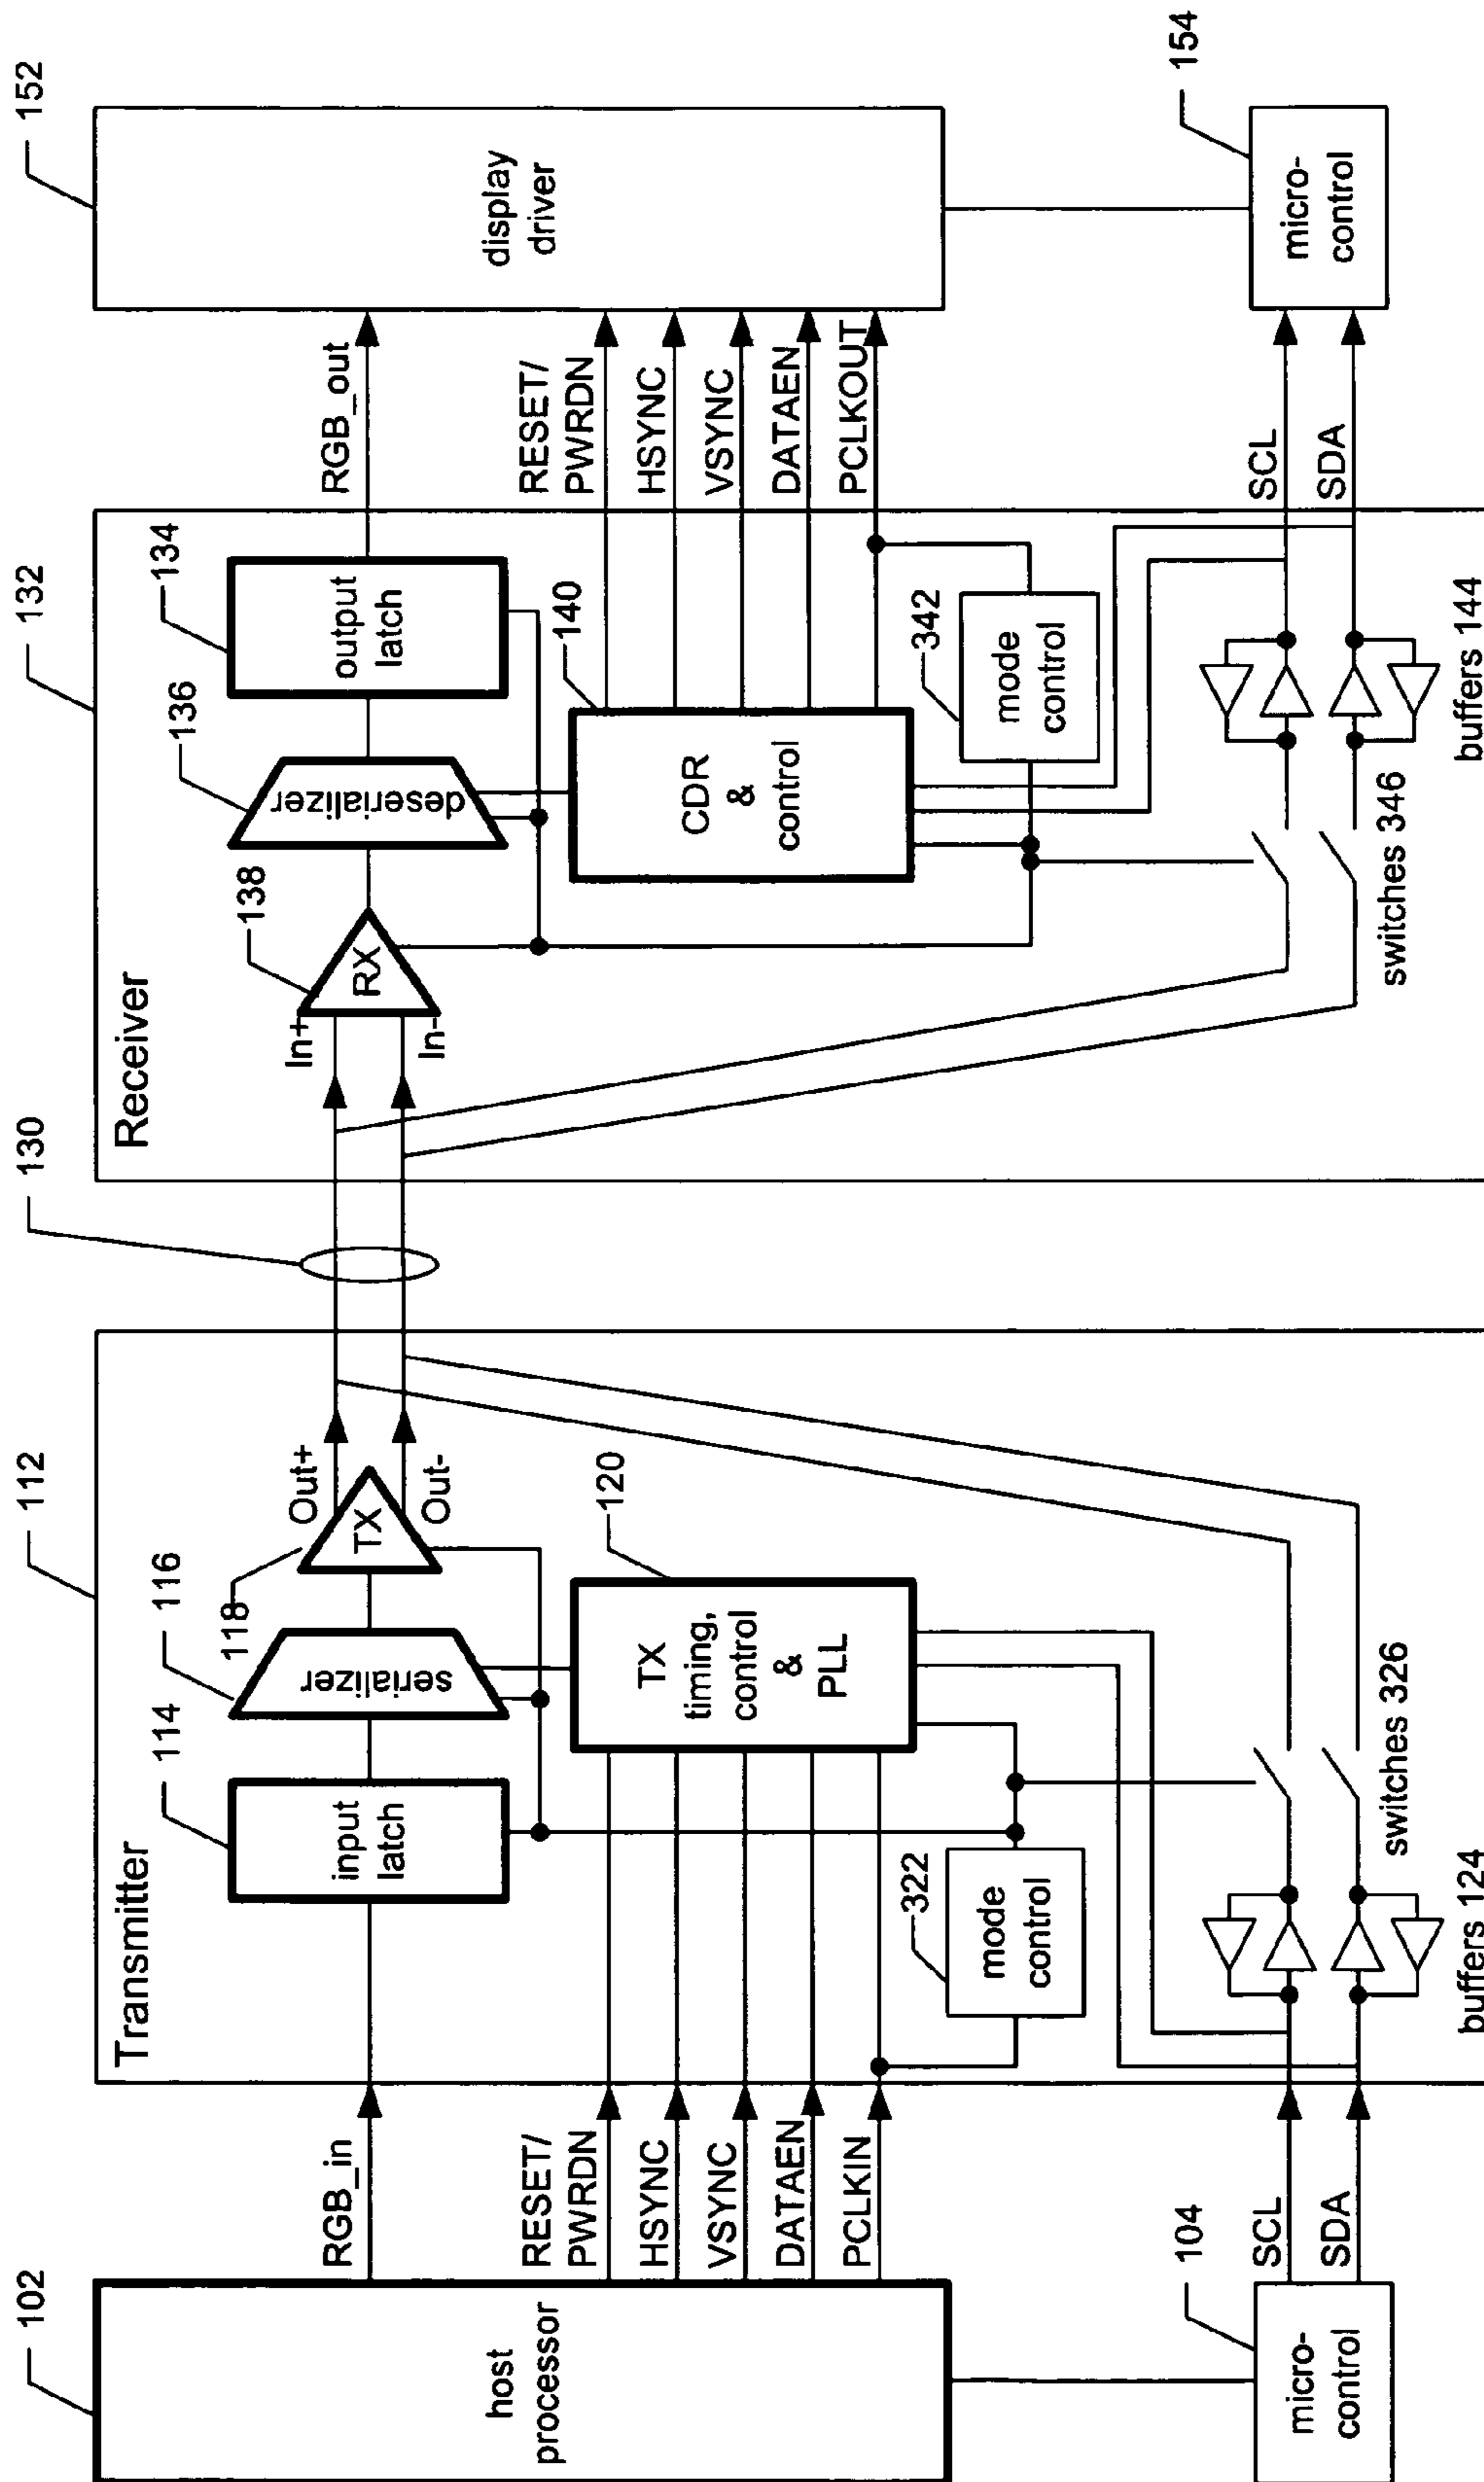 102
host
processor
RGB_in
RESET/
PWRDN
HSYNC
VSYNC
DATAEN
PCLKIN
104
micro-
control
SCL
SDA
112
Transmitter
114
input
latch
116
serializer
118
TX
Out+
Out-
120
TX
timing,
control
&
PLL
322
mode
control
switches 326
buffers 124
130
132
Receiver
In+
In-
138
RX
136
deserializer
134
output
latch
140
CDR
&
control
342
mode
control
switches 346
buffers 144
RGB_out
RESET/
PWRDN
HSYNC
VSYNC
DATAEN
PCLKOUT
SCL
SDA
152
display
driver
154
micro-
control